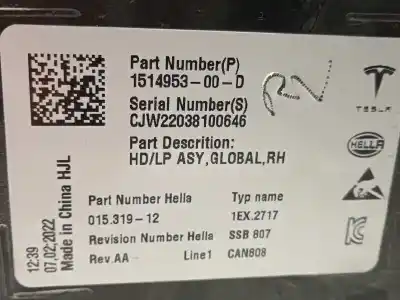 Part Number(P)
1514953-00-D
Serial Number(S)
CJW22038100646
Part Descrition:
HD/LP ASY,GLOBAL,RH
TESLA
HELLA
Part Number Hella Typ name
015.319-12 1EX.2717
Revision Number Hella SSB 807
Rev.AA Line1 CAN808
12:39
07,02;2022
Made in China HJL